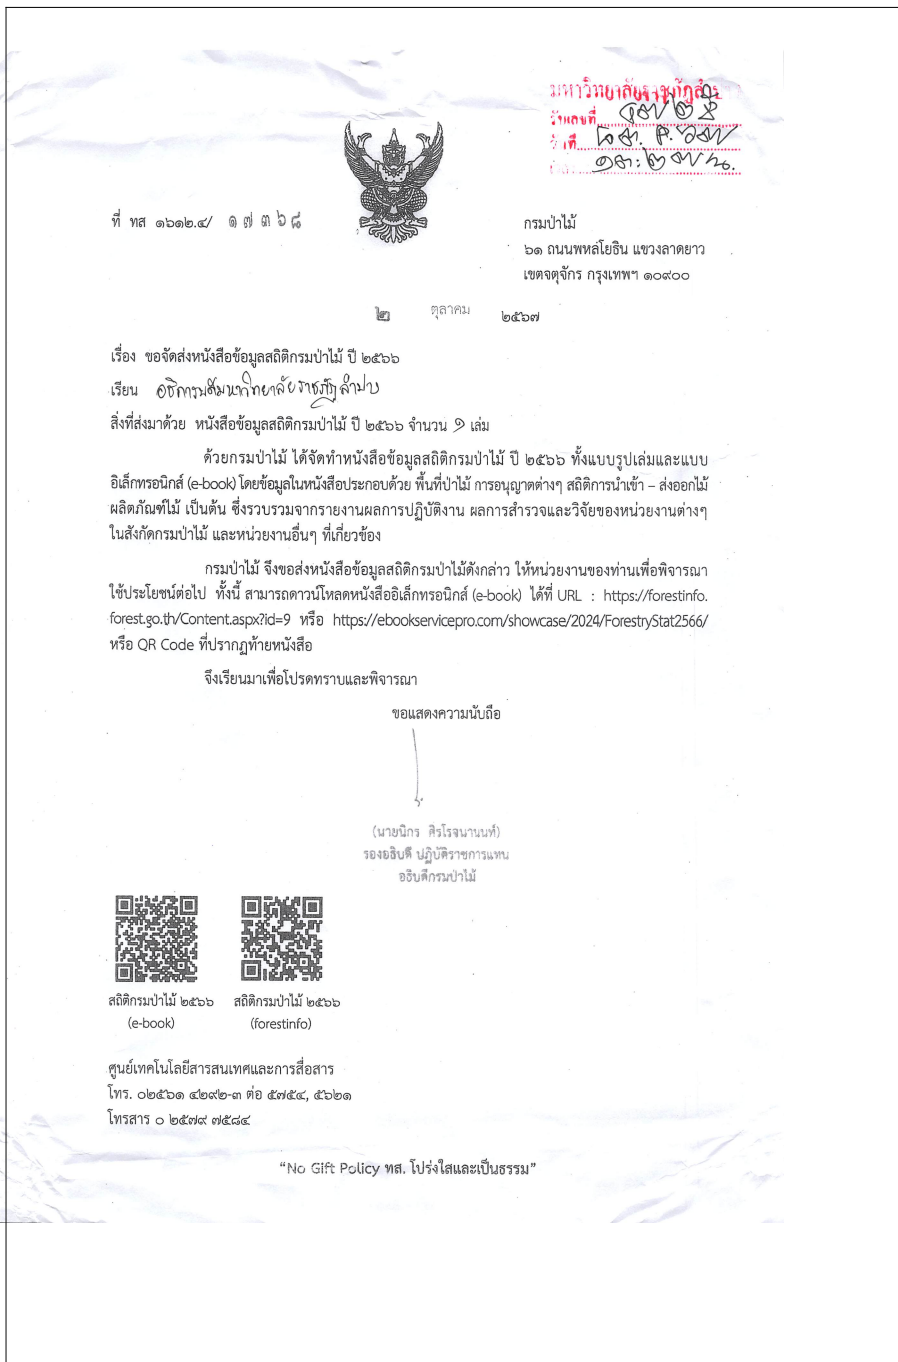 มหาวิทยาลัยราชภัฏลำปาง
วันที่
ที่ ทส ๑๖๑๒.๔/ ๑๗๓๖๘
กรมป่าไม้
๖๑ ถนนพหลโยธิน แขวงลาดยาว
เขตจตุจักร กรุงเทพฯ ๑๐๙๐๐
๒ ตุลาคม ๒๕๖๗
เรื่อง ขอจัดส่งหนังสือข้อมูลสถิติกรมป่าไม้ ปี ๒๕๖๖
เรียน อธิการบดีมหาวิทยาลัยราชภัฏลำปาง
สิ่งที่ส่งมาด้วย หนังสือข้อมูลสถิติกรมป่าไม้ ปี ๒๕๖๖ จำนวน ๑ เล่ม
ด้วยกรมป่าไม้ ได้จัดทำหนังสือข้อมูลสถิติกรมป่าไม้ ปี ๒๕๖๖ ทั้งแบบรูปเล่มและแบบ
อิเล็กทรอนิกส์ (e-book) โดยข้อมูลในหนังสือประกอบด้วย พื้นที่ป่าไม้ การอนุญาตต่างๆ สถิติการนำเข้า – ส่งออกไม้
ผลิตภัณฑ์ไม้ เป็นต้น ซึ่งรวบรวมจากรายงานผลการปฏิบัติงาน ผลการสำรวจและวิจัยของหน่วยงานต่างๆ
ในสังกัดกรมป่าไม้ และหน่วยงานอื่นๆ ที่เกี่ยวข้อง
กรมป่าไม้ จึงขอส่งหนังสือข้อมูลสถิติกรมป่าไม้ดังกล่าว ให้หน่วยงานของท่านเพื่อพิจารณา
ใช้ประโยชน์ต่อไป ทั้งนี้ สามารถดาวน์โหลดหนังสืออิเล็กทรอนิกส์ (e-book) ได้ที่ URL : https://forestinfo.
forest.go.th/Content.aspx?id=9 หรือ https://ebookservicepro.com/showcase/2024/ForestryStat2566/
หรือ QR Code ที่ปรากฏท้ายหนังสือ
จึงเรียนมาเพื่อโปรดทราบและพิจารณา
ขอแสดงความนับถือ
(นายนิกร ศิรโรจนานนท์)
รองอธิบดี ปฏิบัติราชการแทน
อธิบดีกรมป่าไม้
สถิติกรมป่าไม้ ๒๕๖๖ สถิติกรมป่าไม้ ๒๕๖๖
(e-book) (forestinfo)
ศูนย์เทคโนโลยีสารสนเทศและการสื่อสาร
โทร. ๐๒๕๖๑ ๔๒๙๒-๓ ต่อ ๕๗๕๔, ๕๖๒๑
โทรสาร ๐ ๒๕๗๙ ๗๕๘๔
“No Gift Policy ทส. โปร่งใสและเป็นธรรม”